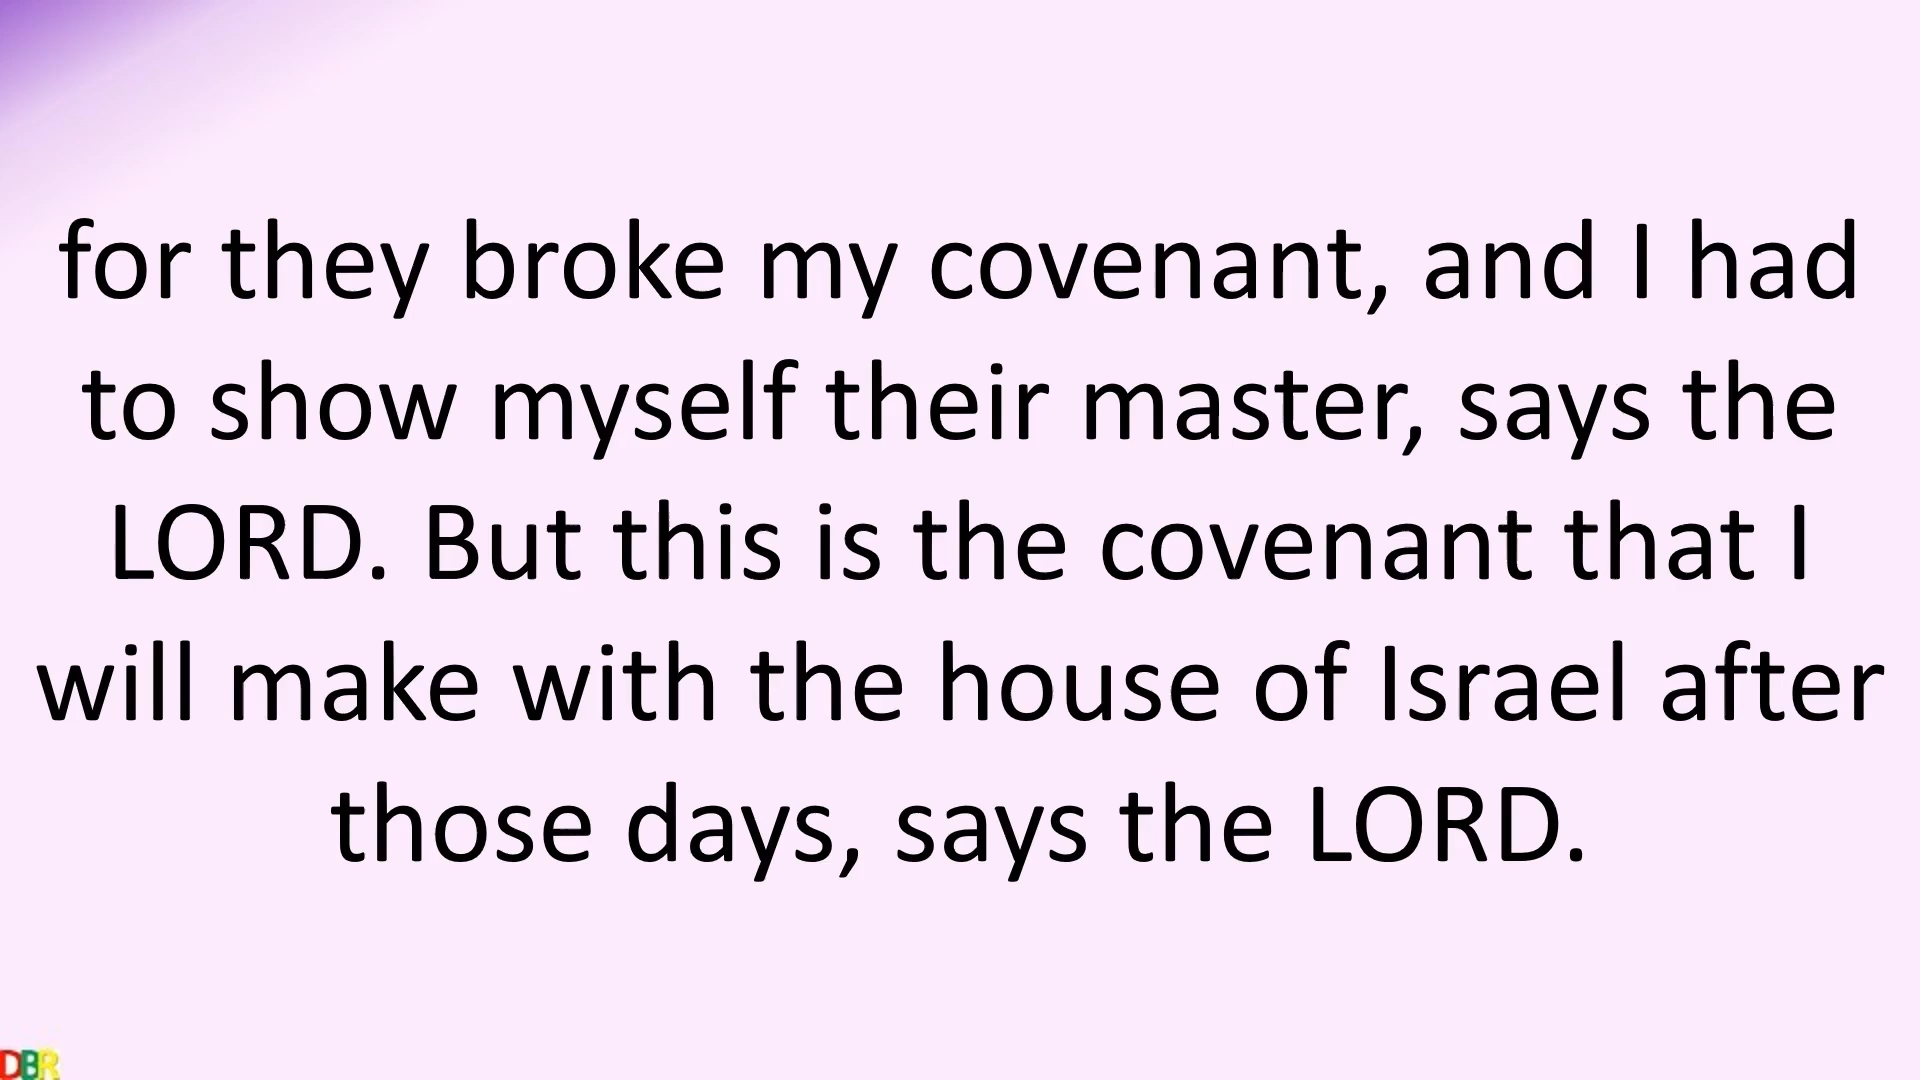 for they broke my covenant, and I had
to show myself their master, says the
LORD. But this is the covenant that I
will make with the house of Israel after
those days, says the LORD.
DBR